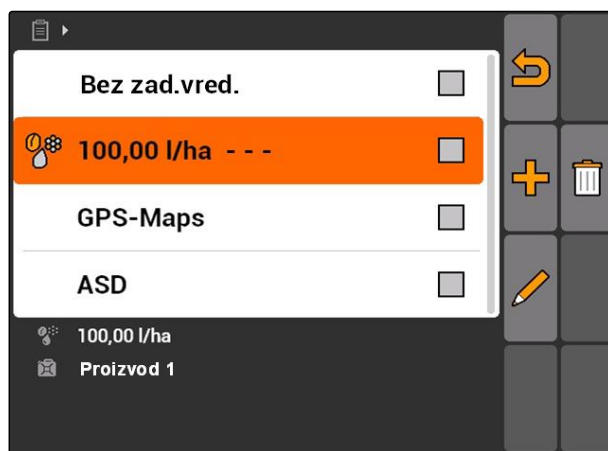 Bez zad.vred.
100,00 l/ha - - -
GPS-Maps
ASD
100,00 l/ha
Proizvod 1